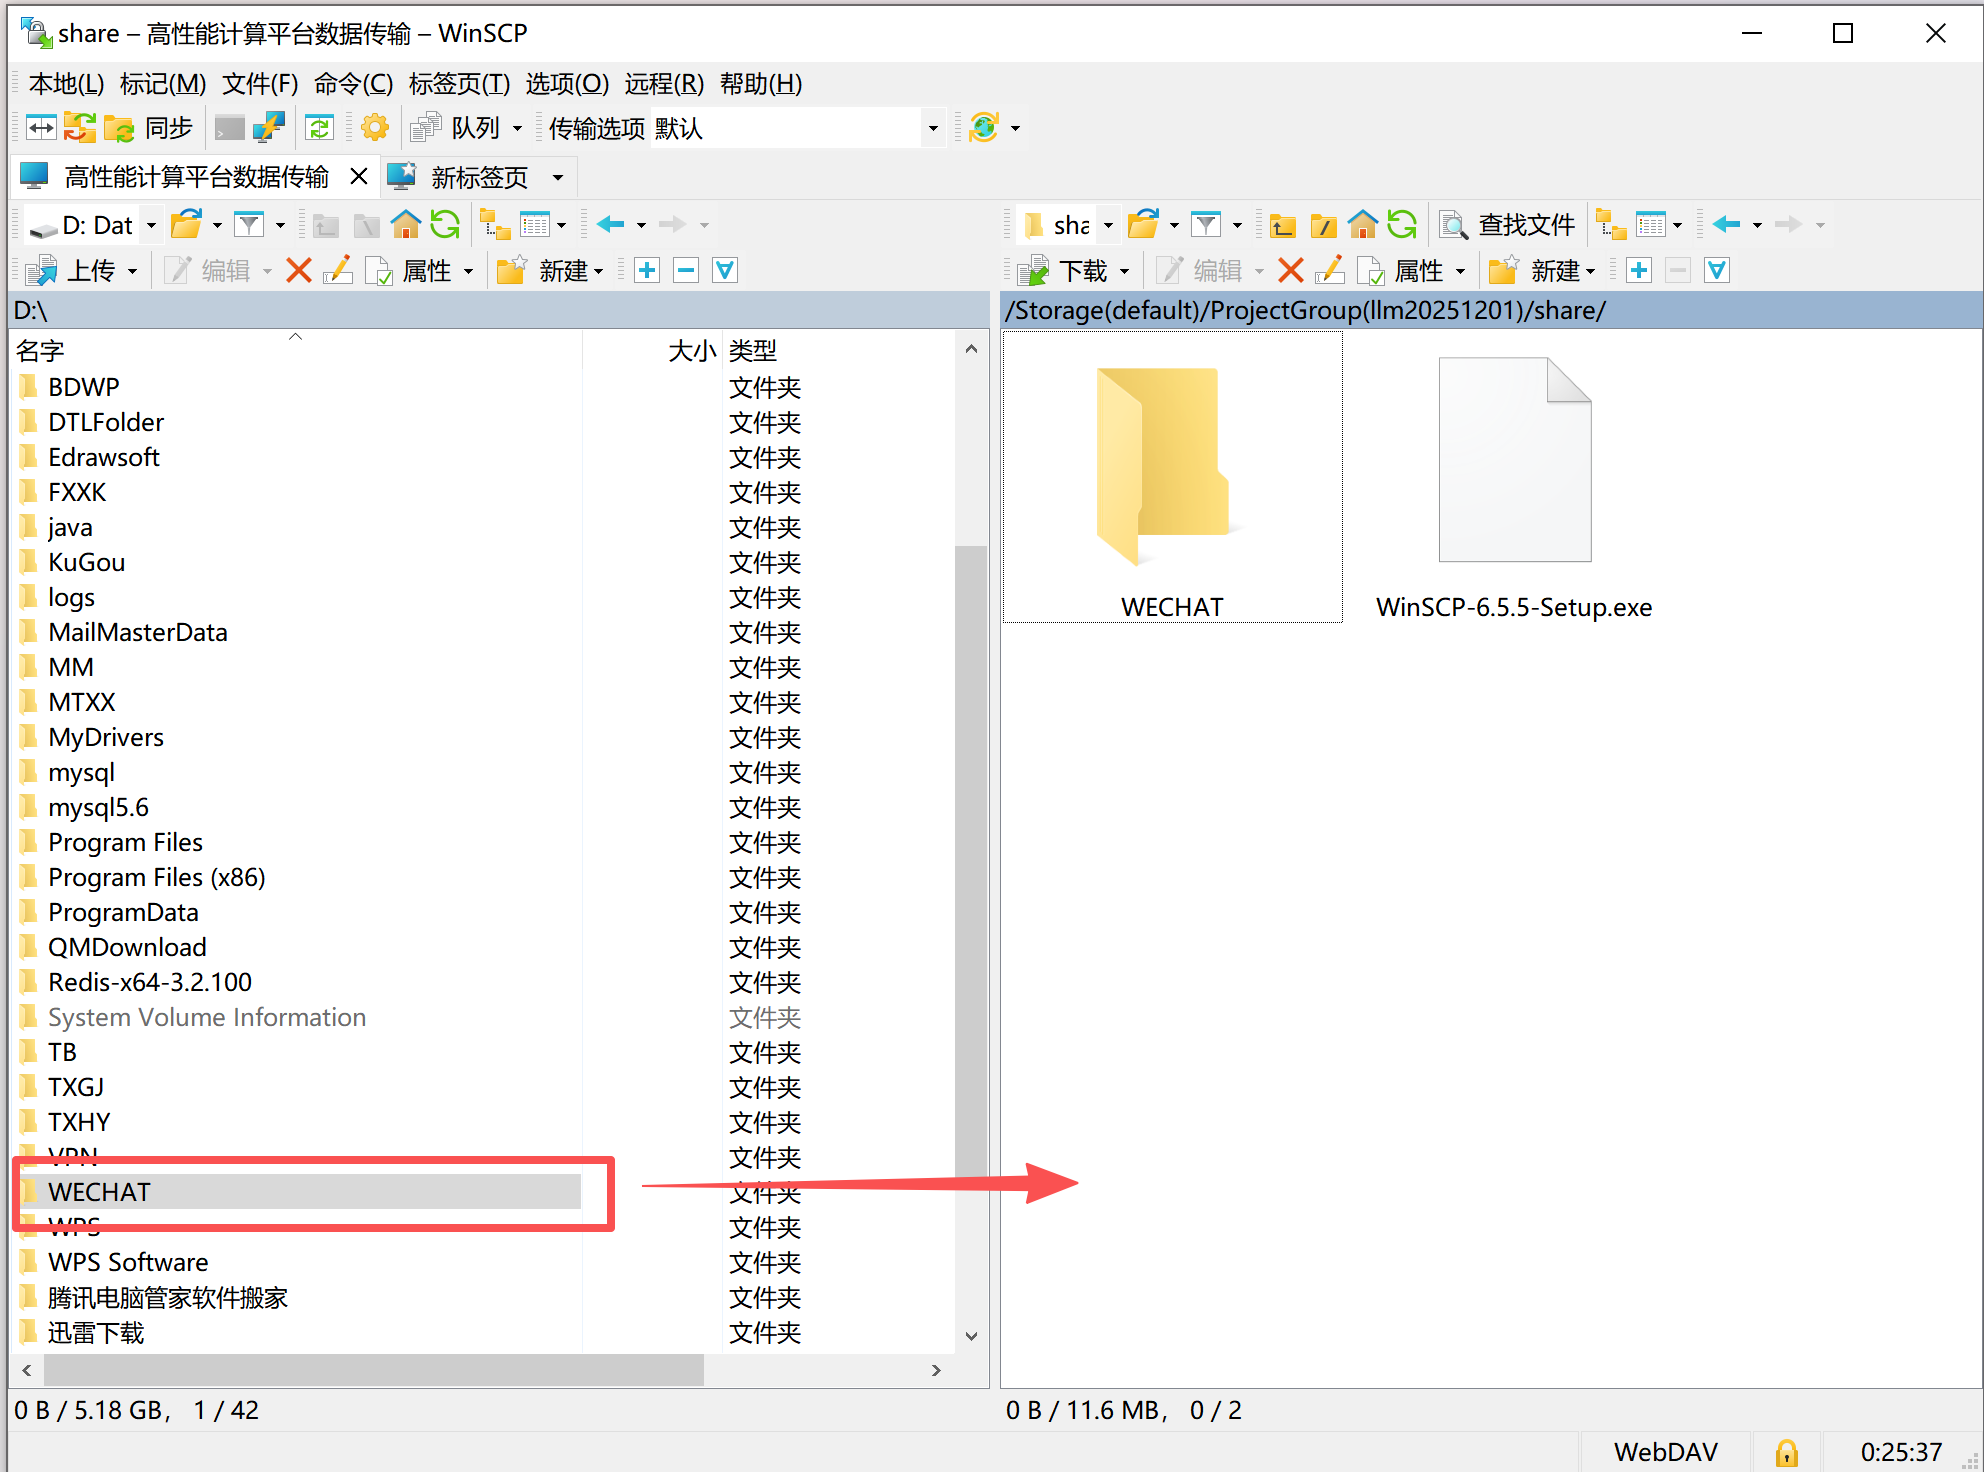 share – 高性能计算平台数据传输 – WinSCP
本地(L) 标记(M) 文件(F) 命令(C) 标签页(T) 选项(O) 远程(R) 帮助(H)
同步 队列 传输选项 默认
高性能计算平台数据传输 新标签页
D: Dat
上传 编辑 属性 新建
D:\
名字 大小 类型
BDWP 文件夹
DTLFolder 文件夹
Edrawsoft 文件夹
FXXK 文件夹
java 文件夹
KuGou 文件夹
logs 文件夹
MailMasterData 文件夹
MM 文件夹
MTXX 文件夹
MyDrivers 文件夹
mysql 文件夹
mysql5.6 文件夹
Program Files 文件夹
Program Files (x86) 文件夹
ProgramData 文件夹
QMDownload 文件夹
Redis-x64-3.2.100 文件夹
System Volume Information 文件夹
TB 文件夹
TXGJ 文件夹
TXHY 文件夹
VPN 文件夹
WECHAT 文件夹
WPS 文件夹
WPS Software 文件夹
腾讯电脑管家软件搬家 文件夹
迅雷下载 文件夹
0 B / 5.18 GB， 1 / 42
sha 查找文件
下载 编辑 属性 新建
/Storage(default)/ProjectGroup(llm20251201)/share/
WECHAT
WinSCP-6.5.5-Setup.exe
0 B / 11.6 MB， 0 / 2
WebDAV 0:25:37